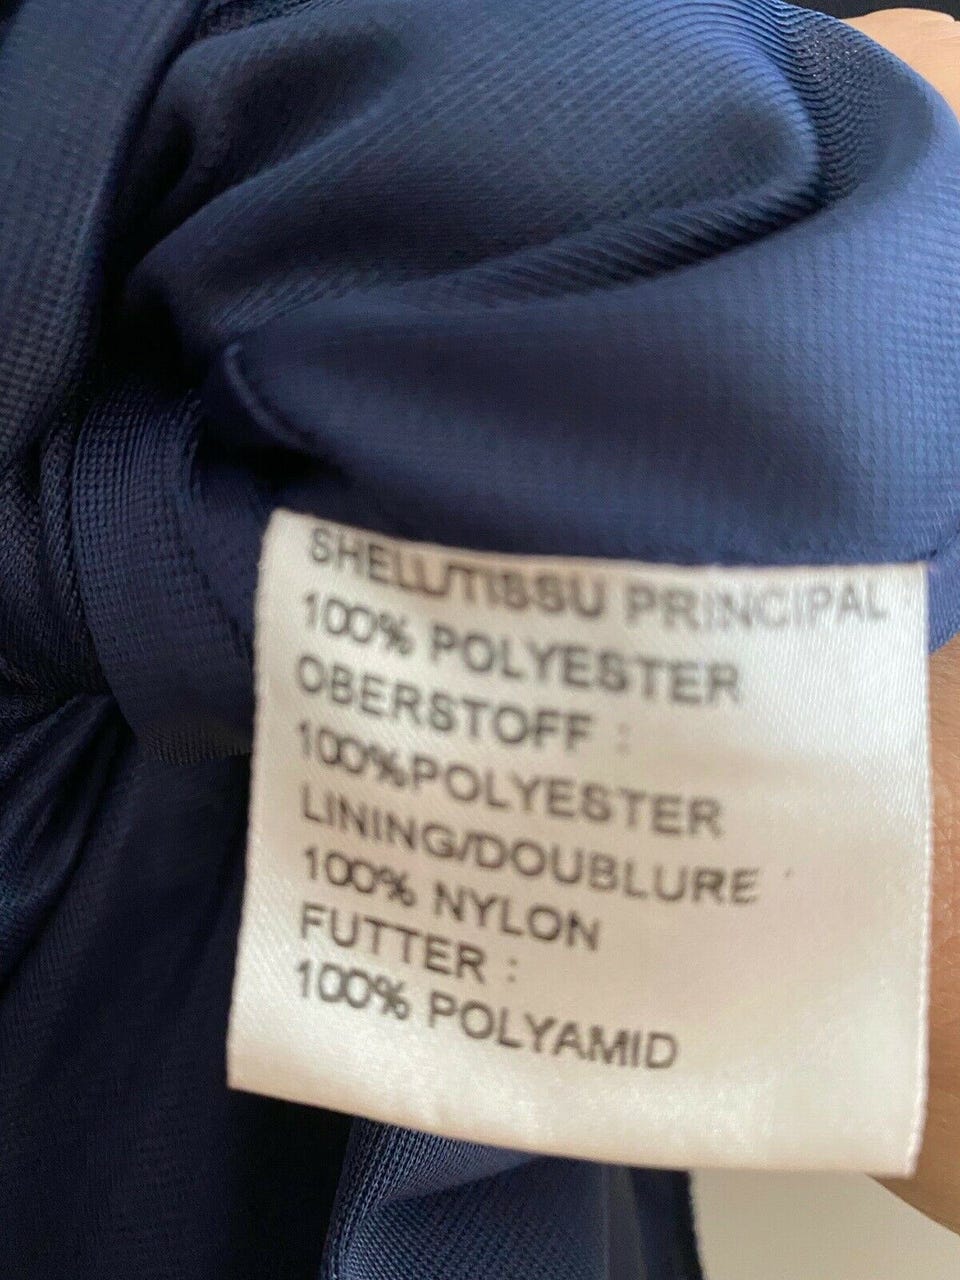 SHELL/TISSU PRINCIPAL
100% POLYESTER
OBERSTOFF :
100%POLYESTER
LINING/DOUBLURE
100% NYLON
FUTTER :
100% POLYAMID